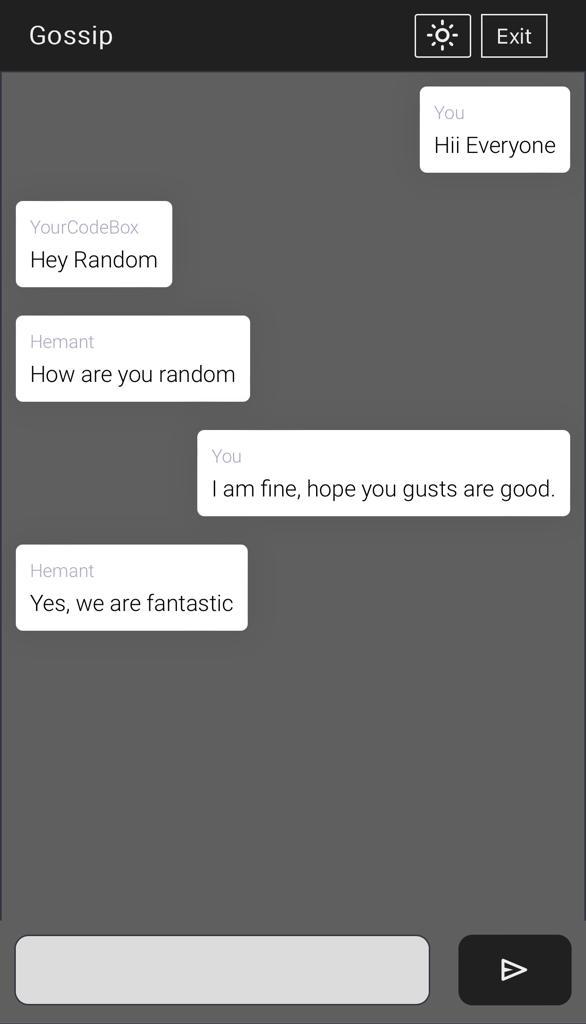 Gossip
Exit
You
Hii Everyone
YourCodeBox
Hey Random
Hemant
How are you random
You
I am fine, hope you gusts are good.
Hemant
Yes, we are fantastic